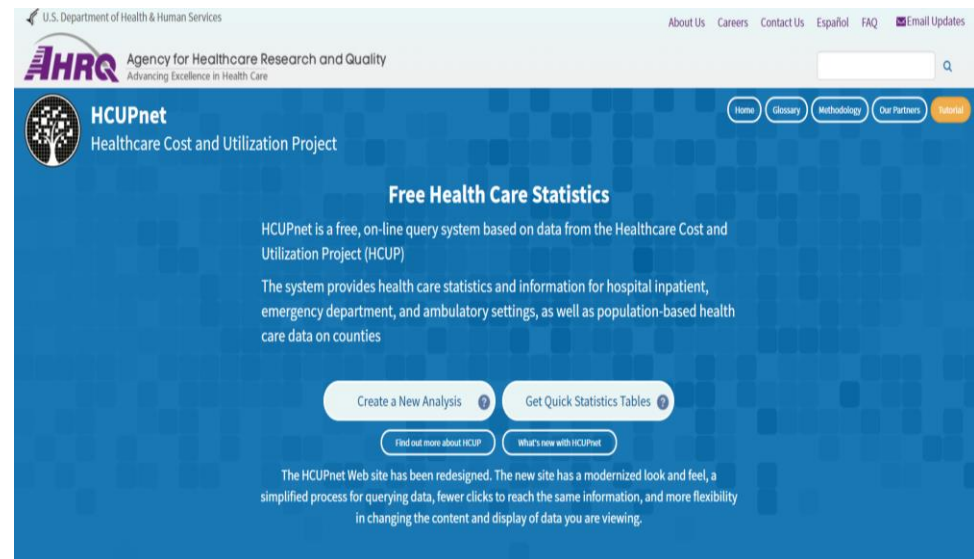 U.S. Department of Health & Human Services
About Us Careers Contact Us Español FAQ Email Updates
AHRQ
Agency for Healthcare Research and Quality
Advancing Excellence in Health Care
HCUPnet
Healthcare Cost and Utilization Project
Home Glossary Methodology Our Partners Tutorial
Free Health Care Statistics
HCUPnet is a free, on-line query system based on data from the Healthcare Cost and
Utilization Project (HCUP)
The system provides health care statistics and information for hospital inpatient,
emergency department, and ambulatory settings, as well as population-based health
care data on counties
Create a New Analysis ? Get Quick Statistics Tables ?
Find out more about HCUP What's new with HCUPnet
The HCUPnet Web site has been redesigned. The new site has a modernized look and feel, a
simplified process for querying data, fewer clicks to reach the same information, and more flexibility
in changing the content and display of data you are viewing.